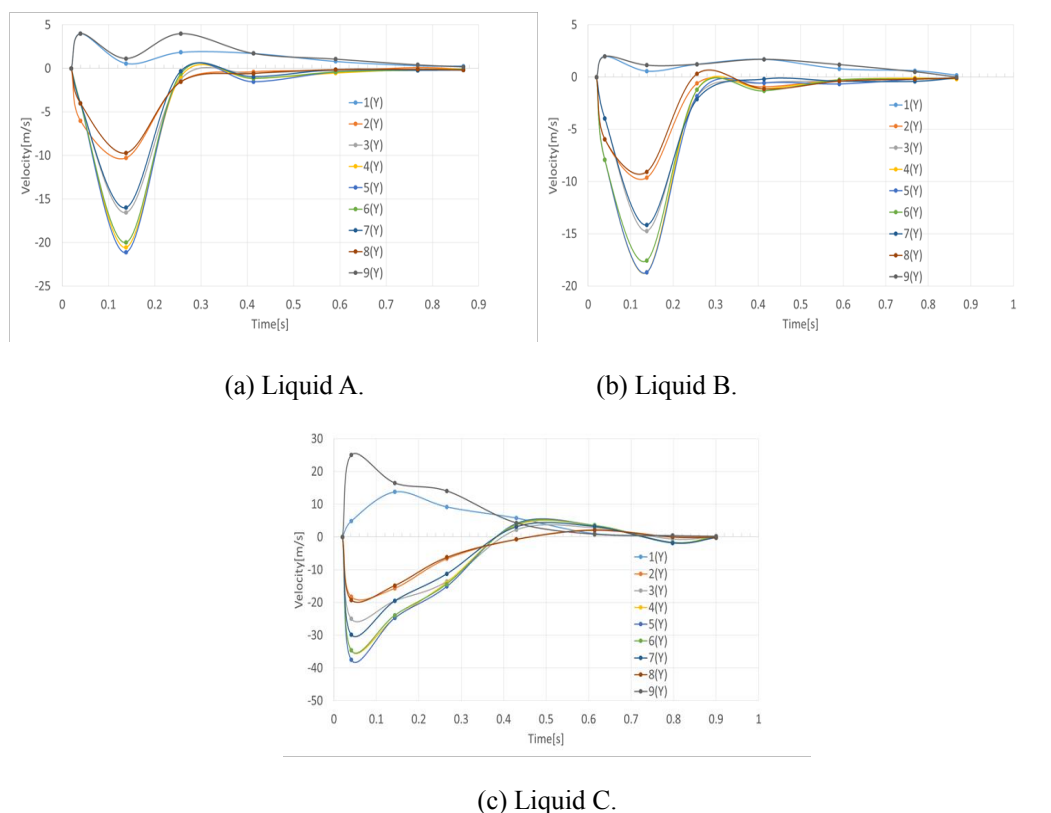 5
0
-5
-10
-15
-20
-25
Velocity[m/s]
0 0.1 0.2 0.3 0.4 0.5 0.6 0.7 0.8 0.9
Time[s]
1(Y)
2(Y)
3(Y)
4(Y)
5(Y)
6(Y)
7(Y)
8(Y)
9(Y)
(a) Liquid A.
5
0
-5
-10
-15
-20
Velocity[m/s]
0 0.1 0.2 0.3 0.4 0.5 0.6 0.7 0.8 0.9 1
Time[s]
1(Y)
2(Y)
3(Y)
4(Y)
5(Y)
6(Y)
7(Y)
8(Y)
9(Y)
(b) Liquid B.
30
20
10
0
-10
-20
-30
-40
-50
Velocity[m/s]
0 0.1 0.2 0.3 0.4 0.5 0.6 0.7 0.8 0.9 1
Time[s]
1(Y)
2(Y)
3(Y)
4(Y)
5(Y)
6(Y)
7(Y)
8(Y)
9(Y)
(c) Liquid C.